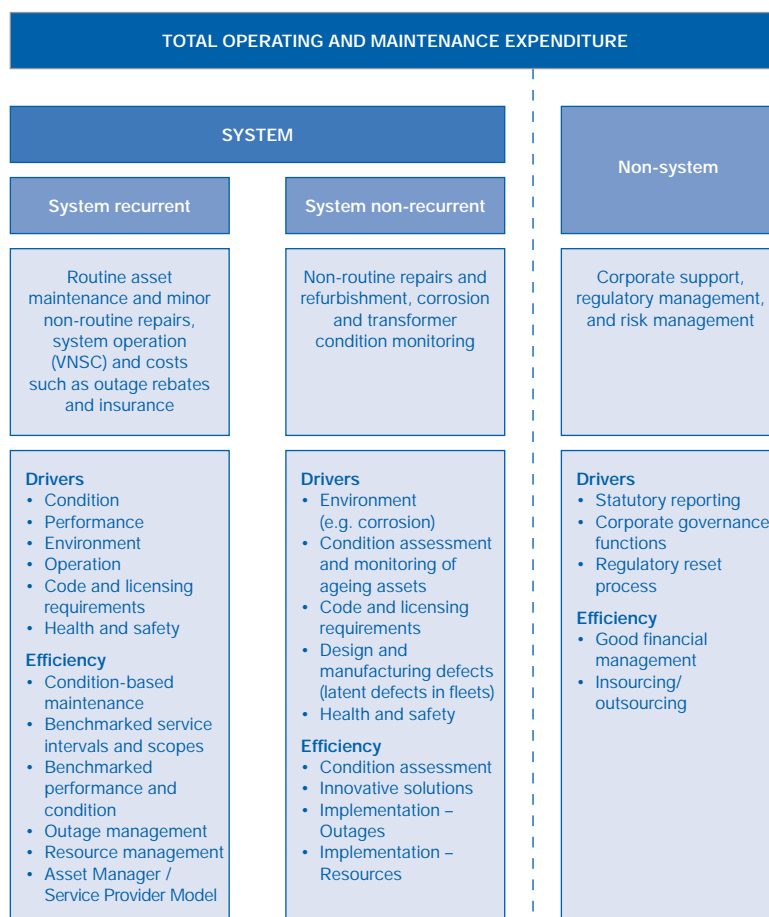 TOTAL OPERATING AND MAINTENANCE EXPENDITURE
SYSTEM
System recurrent
Routine asset
maintenance and minor
non-routine repairs,
system operation
(VNSC) and costs
such as outage rebates
and insurance
Drivers
• Condition
• Performance
• Environment
• Operation
• Code and licensing
requirements
• Health and safety
Efficiency
• Condition-based
maintenance
• Benchmarked service
intervals and scopes
• Benchmarked
performance and
condition
• Outage management
• Resource management
• Asset Manager /
Service Provider Model
System non-recurrent
Non-routine repairs and
refurbishment, corrosion
and transformer
condition monitoring
Drivers
• Environment
(e.g. corrosion)
• Condition assessment
and monitoring of
ageing assets
• Code and licensing
requirements
• Design and
manufacturing defects
(latent defects in fleets)
• Health and safety
Efficiency
• Condition assessment
• Innovative solutions
• Implementation –
Outages
• Implementation –
Resources
Non-system
Corporate support,
regulatory management,
and risk management
Drivers
• Statutory reporting
• Corporate governance
functions
• Regulatory reset
process
Efficiency
• Good financial
management
• Insourcing/
outsourcing